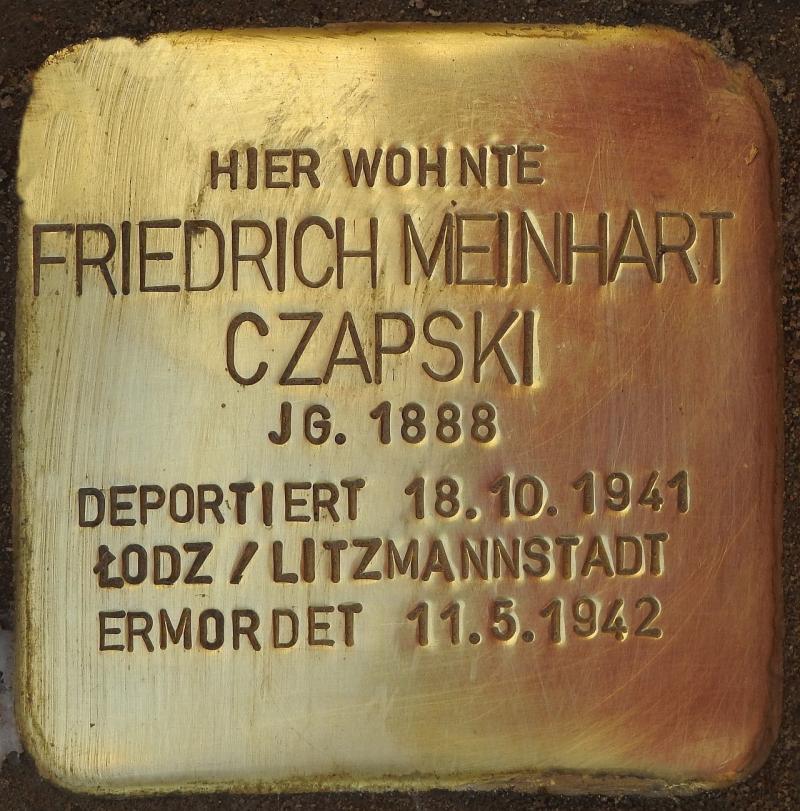 HIER WOHNTE
FRIEDRICH MEINHART
CZAPSKI
JG. 1888
DEPORTIERT 18.10.1941
ŁODZ / LITZMANNSTADT
ERMORDET 11.5.1942